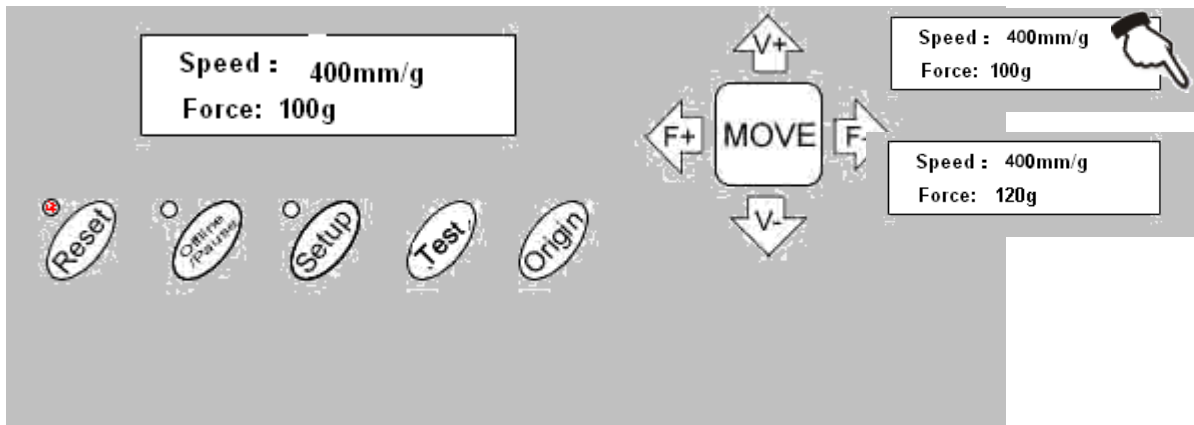 Speed : 400mm/g
Force: 100g
Reset
Offline /Pause
Setup
Test
Origin
V+
F+
MOVE
F-
V-
Speed : 400mm/g
Force: 100g
Speed : 400mm/g
Force: 120g